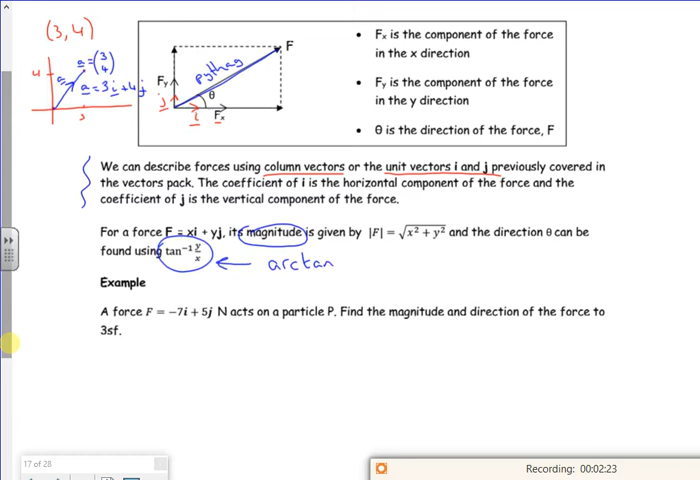 (3, 4)
a = (3 4)
a
a = 3i + 4j
4
3
F
Fy
pythag
θ
j
i
Fx
• Fx is the component of the force
in the x direction
• Fy is the component of the force
in the y direction
• θ is the direction of the force, F
We can describe forces using column vectors or the unit vectors i and j previously covered in
the vectors pack. The coefficient of i is the horizontal component of the force and the
coefficient of j is the vertical component of the force.
For a force F = xi + yj, its magnitude is given by |F| = √x² + y² and the direction θ can be
found using tan⁻¹ y/x
arctan
Example
A force F = −7i + 5j N acts on a particle P. Find the magnitude and direction of the force to
3sf.
17 of 28
Recording: 00:02:23